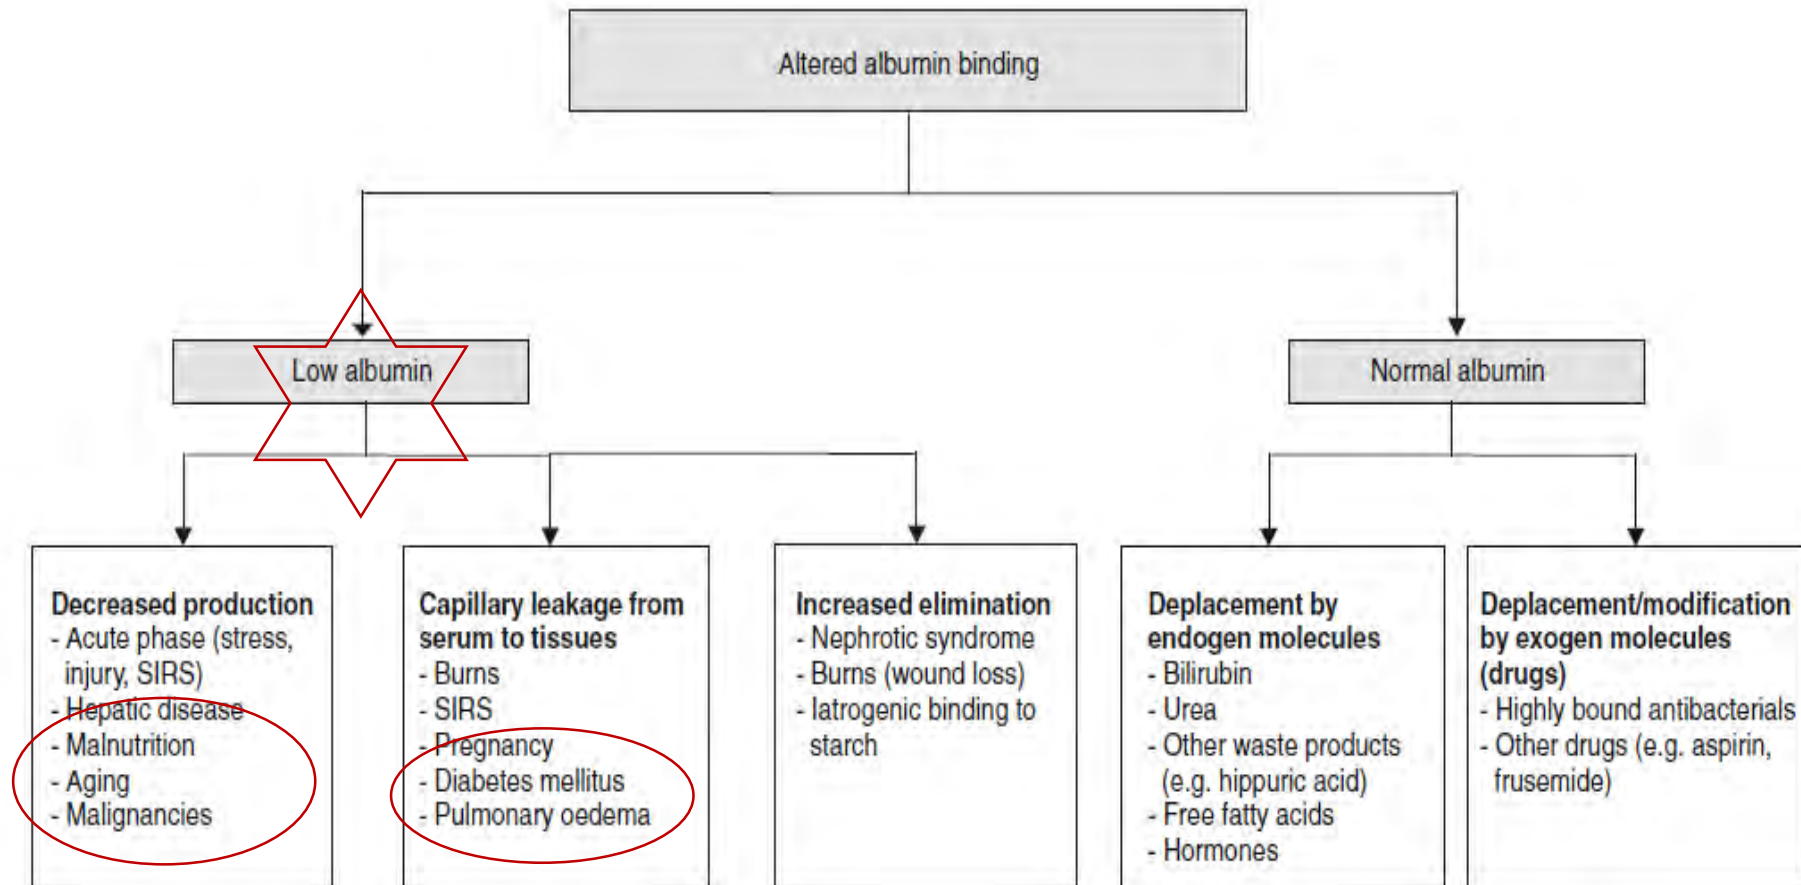 Altered albumin binding
Low albumin
Normal albumin
Decreased production
- Acute phase (stress,
injury, SIRS)
- Hepatic disease
- Malnutrition
- Aging
- Malignancies
Capillary leakage from
serum to tissues
- Burns
- SIRS
- Pregnancy
- Diabetes mellitus
- Pulmonary oedema
Increased elimination
- Nephrotic syndrome
- Burns (wound loss)
- Iatrogenic binding to
starch
Deplacement by
endogen molecules
- Bilirubin
- Urea
- Other waste products
(e.g. hippuric acid)
- Free fatty acids
- Hormones
Deplacement/modification
by exogen molecules
(drugs)
- Highly bound antibacterials
- Other drugs (e.g. aspirin,
frusemide)